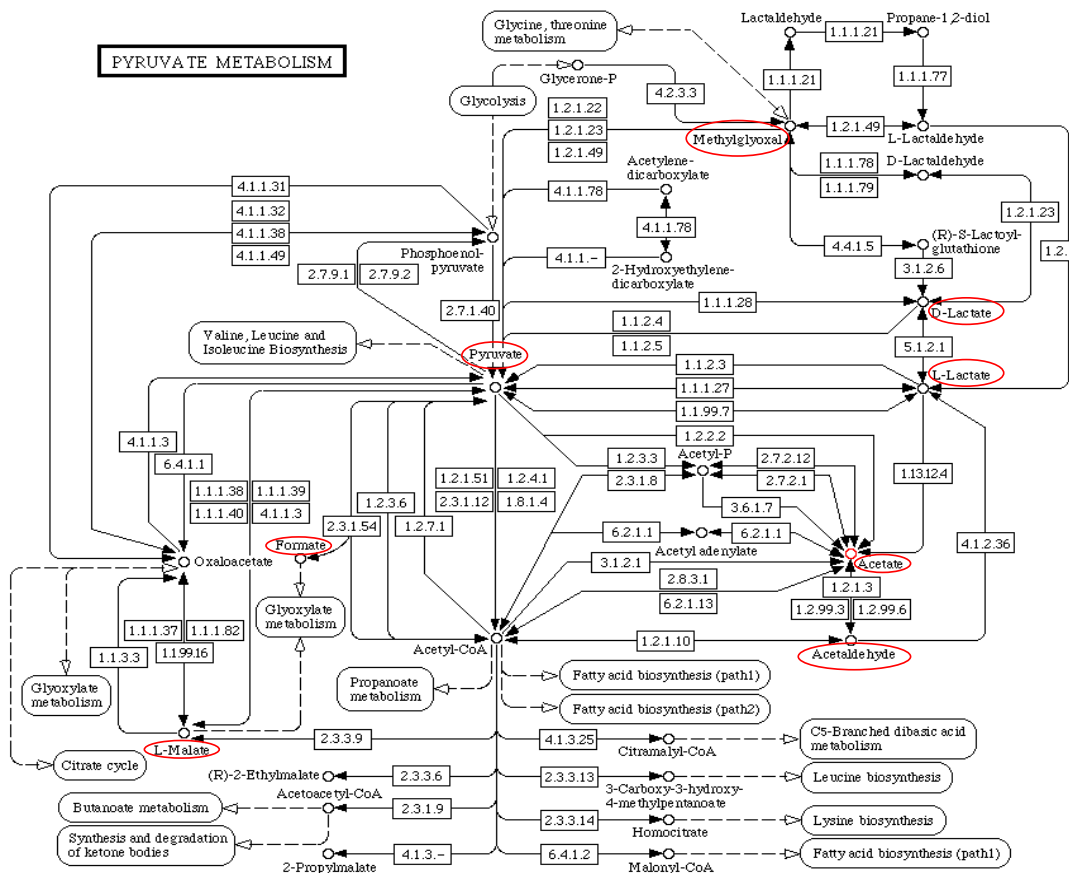 Lactaldehyde
Propane-1,2-diol
Glycine, threonine
metabolism
1.1.1.21
PYRUVATE METABOLISM
Glycerone-P
1.1.1.21
1.1.1.77
Glycolysis
4.2.3.3
1.2.1.22
1.2.1.23
1.2.1.49
Methylglyoxal
1.2.1.49
L-Lactaldehyde
D-Lactaldehyde
1.1.1.78
1.1.1.79
Acetylene-
dicarboxylate
4.1.1.31
4.1.1.32
4.1.1.38
4.1.1.49
4.1.1.78
1.2.1.23
4.1.1.78
(R)-S-Lactoyl-
glutathione
4.4.1.5
1.2.
Phosphoenol-
pyruvate
4.1.1.-
2-Hydroxyethylene-
dicarboxylate
3.1.2.6
2.7.9.1
2.7.9.2
2.7.1.40
1.1.1.28
D-Lactate
Valine, Leucine and
Isoleucine Biosynthesis
1.1.2.4
1.1.2.5
5.1.2.1
Pyruvate
1.1.2.3
L-Lactate
1.1.1.27
1.1.99.7
4.1.1.3
6.4.1.1
1.2.2.2
Acetyl-P
1.2.3.3
2.3.1.8
2.7.2.12
2.7.2.1
1.13.12.4
1.1.1.38
1.1.1.39
1.1.1.40
4.1.1.3
1.2.3.6
2.3.1.54
1.2.7.1
1.2.1.51
1.2.4.1
2.3.1.12
1.8.1.4
3.6.1.7
6.2.1.1
6.2.1.1
Acetyl adenylate
4.1.2.36
Formate
Oxaloacetate
3.1.2.1
Acetate
2.8.3.1
6.2.1.13
1.2.1.3
1.2.99.3
1.2.99.6
Glyoxylate
metabolism
1.1.1.37
1.1.1.82
1.1.99.16
1.1.3.3
Acetyl-CoA
1.2.1.10
Acetaldehyde
Glyoxylate
metabolism
Propanoate
metabolism
Fatty acid biosynthesis (path1)
Fatty acid biosynthesis (path2)
L-Malate
2.3.3.9
4.1.3.25
Citramalyl-CoA
C5-Branched dibasic acid
metabolism
Citrate cycle
(R)-2-Ethylmalate
2.3.3.6
2.3.3.13
3-Carboxy-3-hydroxy-
4-methylpentanoate
Leucine biosynthesis
Butanoate metabolism
Acetoacetyl-CoA
2.3.1.9
2.3.3.14
Homocitrate
Lysine biosynthesis
Synthesis and degradation
of ketone bodies
2-Propylmalate
4.1.3.-
6.4.1.2
Malonyl-CoA
Fatty acid biosynthesis (path1)